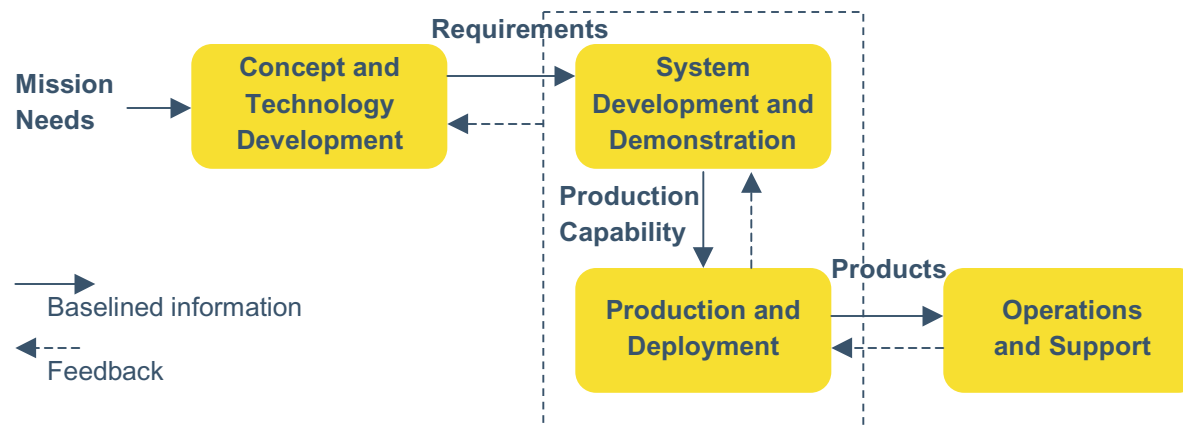 Requirements
Mission
Needs
Concept and
Technology
Development
System
Development and
Demonstration
Production
Capability
Products
Baselined information
Feedback
Production and
Deployment
Operations
and Support